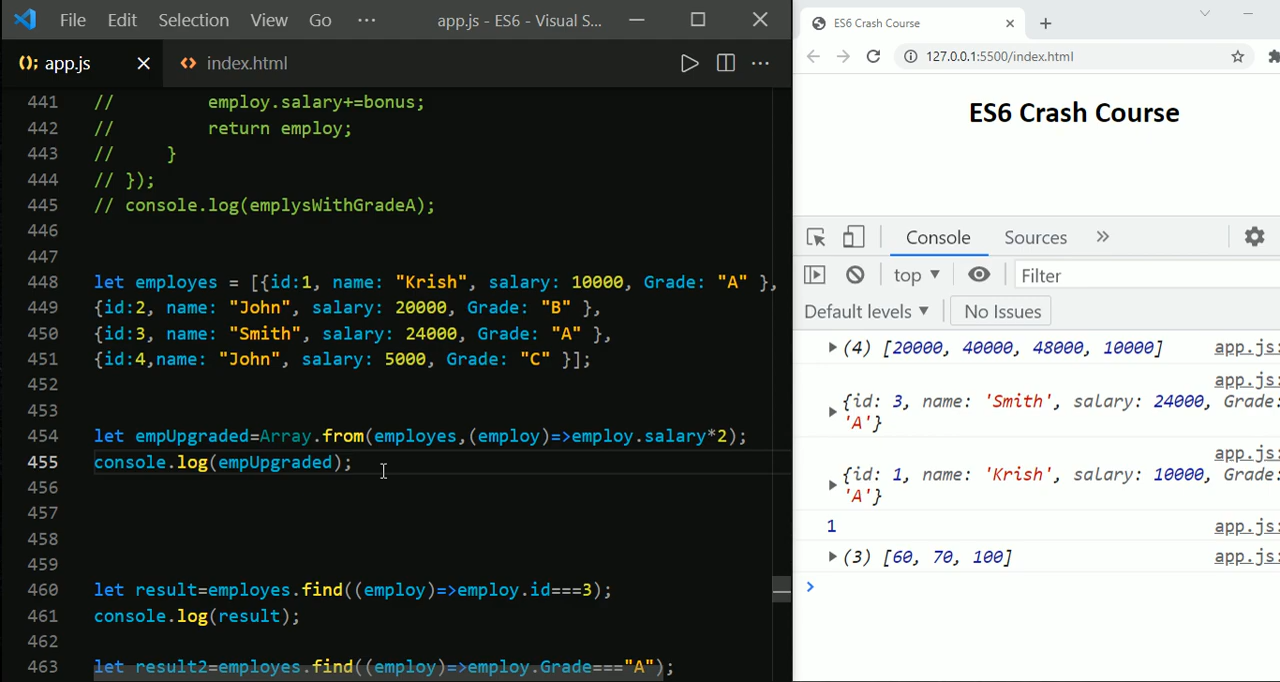 File Edit Selection View Go ··· app.js - ES6 - Visual S...
app.js
index.html
441 //         employ.salary+=bonus;
442 //         return employ;
443 //     }
444 // });
445 // console.log(emplysWithGradeA);
446
447
448 let employes = [{id:1, name: "Krish", salary: 10000, Grade: "A" },
449 {id:2, name: "John", salary: 20000, Grade: "B" },
450 {id:3, name: "Smith", salary: 24000, Grade: "A" },
451 {id:4,name: "John", salary: 5000, Grade: "C" }];
452
453
454 let empUpgraded=Array.from(employes,(employ)=>employ.salary*2);
455 console.log(empUpgraded);
456
457
458
459
460 let result=employes.find((employ)=>employ.id===3);
461 console.log(result);
462
463 let result2=employes.find((employ)=>employ.Grade==="A");
ES6 Crash Course
127.0.0.1:5500/index.html
ES6 Crash Course
Console Sources »
top ▼ Filter
Default levels ▼ No Issues
(4) [20000, 40000, 48000, 10000] app.js:
app.js:
{id: 3, name: 'Smith', salary: 24000, Grade:
'A'}
app.js:
{id: 1, name: 'Krish', salary: 10000, Grade:
'A'}
1 app.js:
(3) [60, 70, 100] app.js: